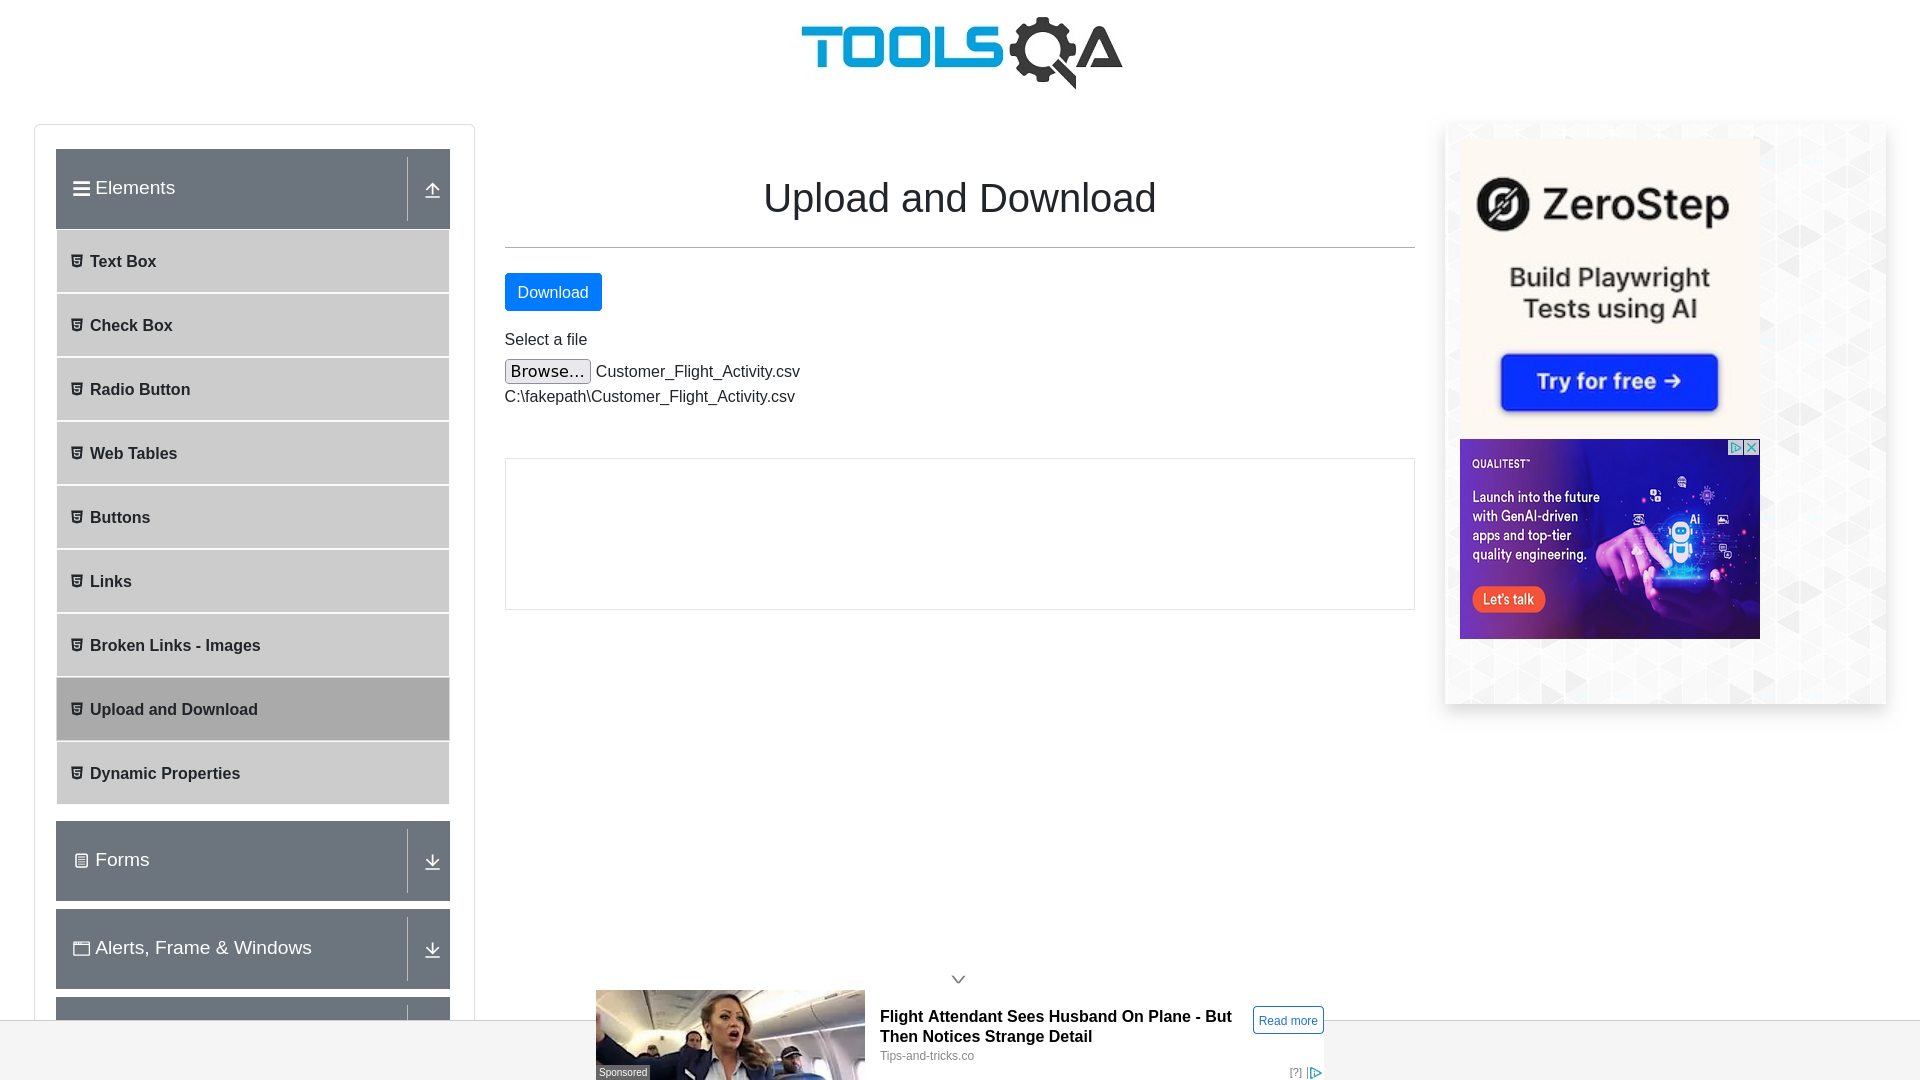 TOOLSQA
Elements
Text Box
Check Box
Radio Button
Web Tables
Buttons
Links
Broken Links - Images
Upload and Download
Dynamic Properties
Forms
Alerts, Frame & Windows
Upload and Download
Download
Select a file
Browse... Customer_Flight_Activity.csv
C:\fakepath\Customer_Flight_Activity.csv
ZeroStep
Build Playwright
Tests using AI
Try for free →
QUALITEST™
Launch into the future
with GenAI-driven
apps and top-tier
quality engineering.
Ai
Let's talk
Flight Attendant Sees Husband On Plane - But
Then Notices Strange Detail
Tips-and-tricks.co
Read more
Sponsored
[?]